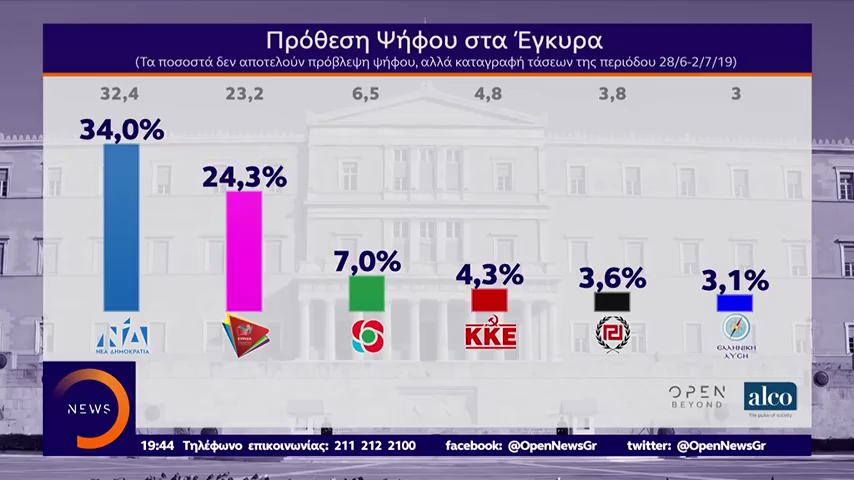 Πρόθεση Ψήφου στα Έγκυρα
(Τα ποσοστά δεν αποτελούν πρόβλεψη ψήφου, αλλά καταγραφή τάσεων της περιόδου 28/6-2/7/19)
32,4 23,2 6,5 4,8 3,8 3
34,0% 24,3% 7,0% 4,3% 3,6% 3,1%
ΝΔ ΚΚΕ
ΝΕΑ ΔΗΜΟΚΡΑΤΙΑ ΕΛΛΗΝΙΚΗ
ΛΥΣΗ
OPEN
BEYOND
alco
The pulse of society
NEWS
19:44 Τηλέφωνο επικοινωνίας: 211 212 2100 facebook: @OpenNewsGr twitter: @OpenNewsGr